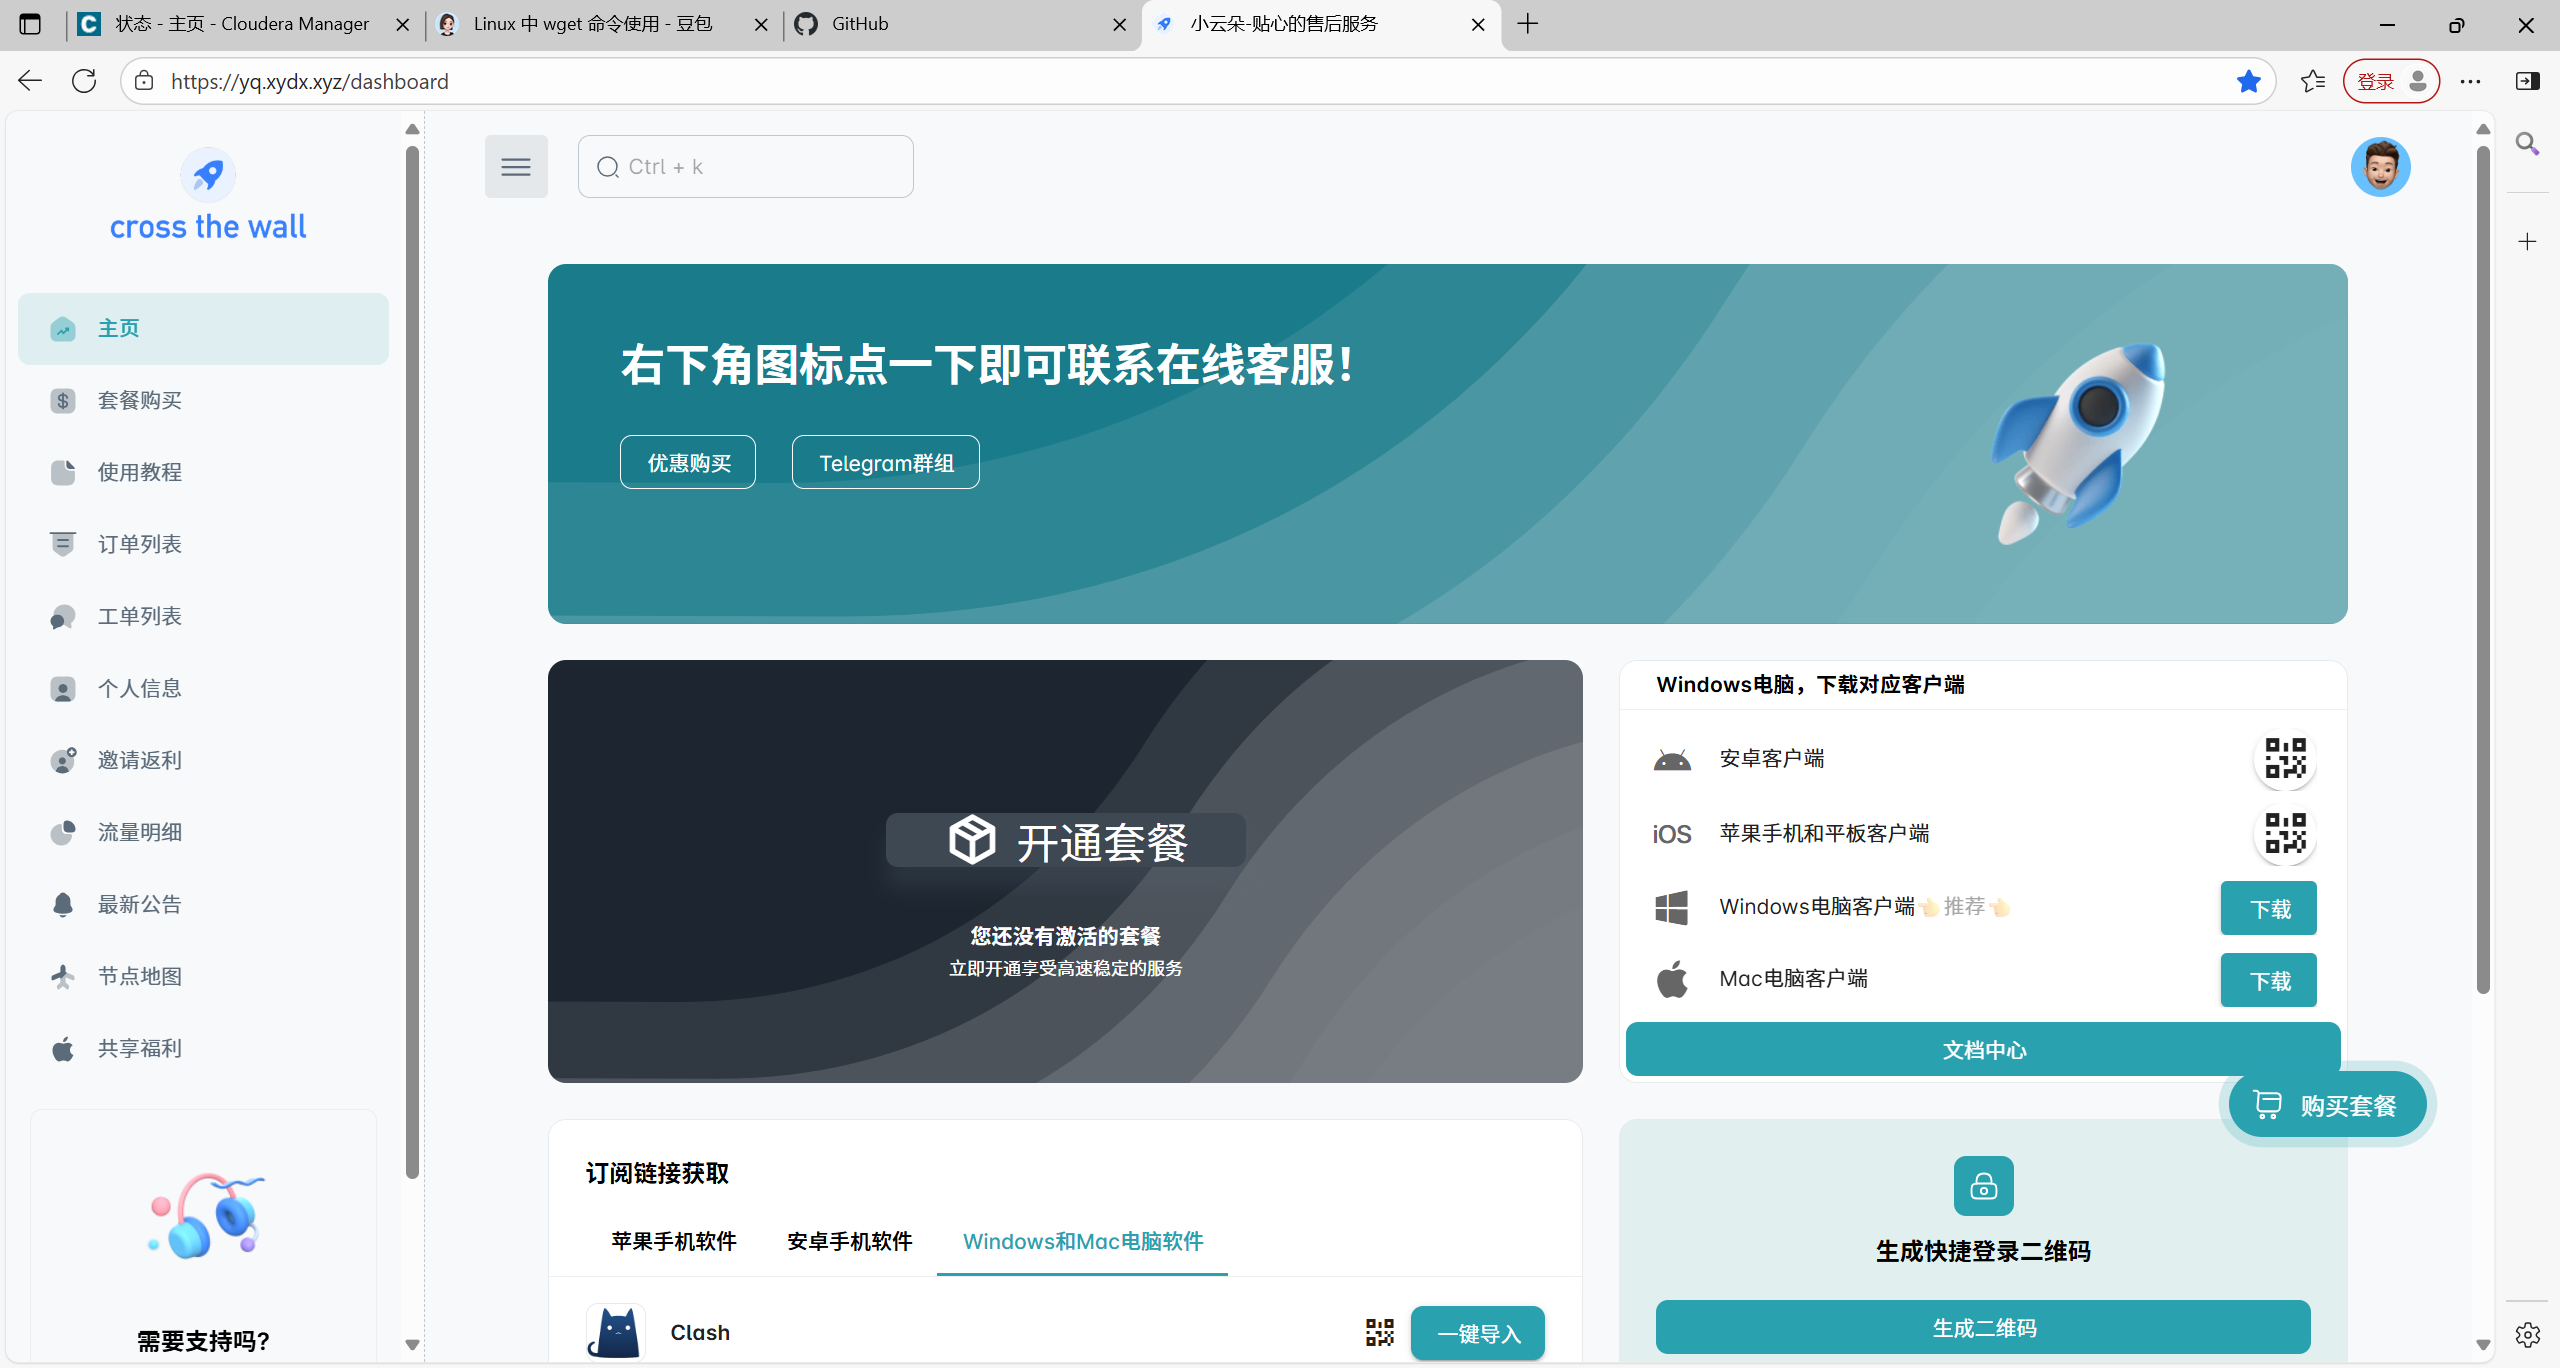 状态 - 主页 - Cloudera Manager
Linux 中 wget 命令使用 - 豆包
GitHub
小云朵-贴心的售后服务
https://yq.xydx.xyz/dashboard
登录
cross the wall
Ctrl + k
主页
套餐购买
使用教程
订单列表
工单列表
个人信息
邀请返利
流量明细
最新公告
节点地图
共享福利
需要支持吗?
右下角图标点一下即可联系在线客服！
优惠购买
Telegram群组
开通套餐
您还没有激活的套餐
立即开通享受高速稳定的服务
Windows电脑，下载对应客户端
安卓客户端
iOS 苹果手机和平板客户端
Windows电脑客户端👈🏻推荐👈🏻
下载
Mac电脑客户端
下载
文档中心
购买套餐
订阅链接获取
苹果手机软件
安卓手机软件
Windows和Mac电脑软件
Clash
一键导入
生成快捷登录二维码
生成二维码